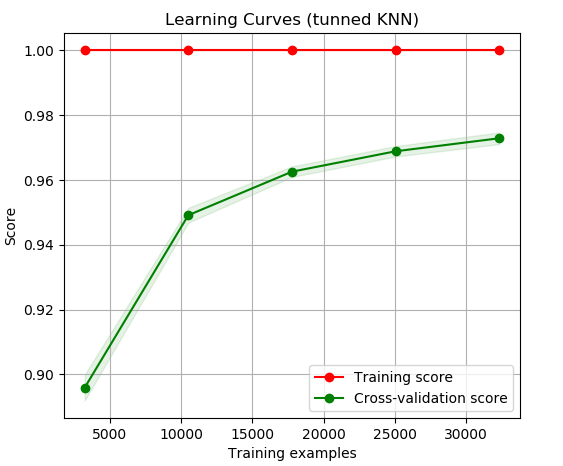 Learning Curves (tunned KNN)
1.00
0.98
0.96
0.94
0.92
0.90
Score
5000 10000 15000 20000 25000 30000
Training examples
Training score
Cross-validation score